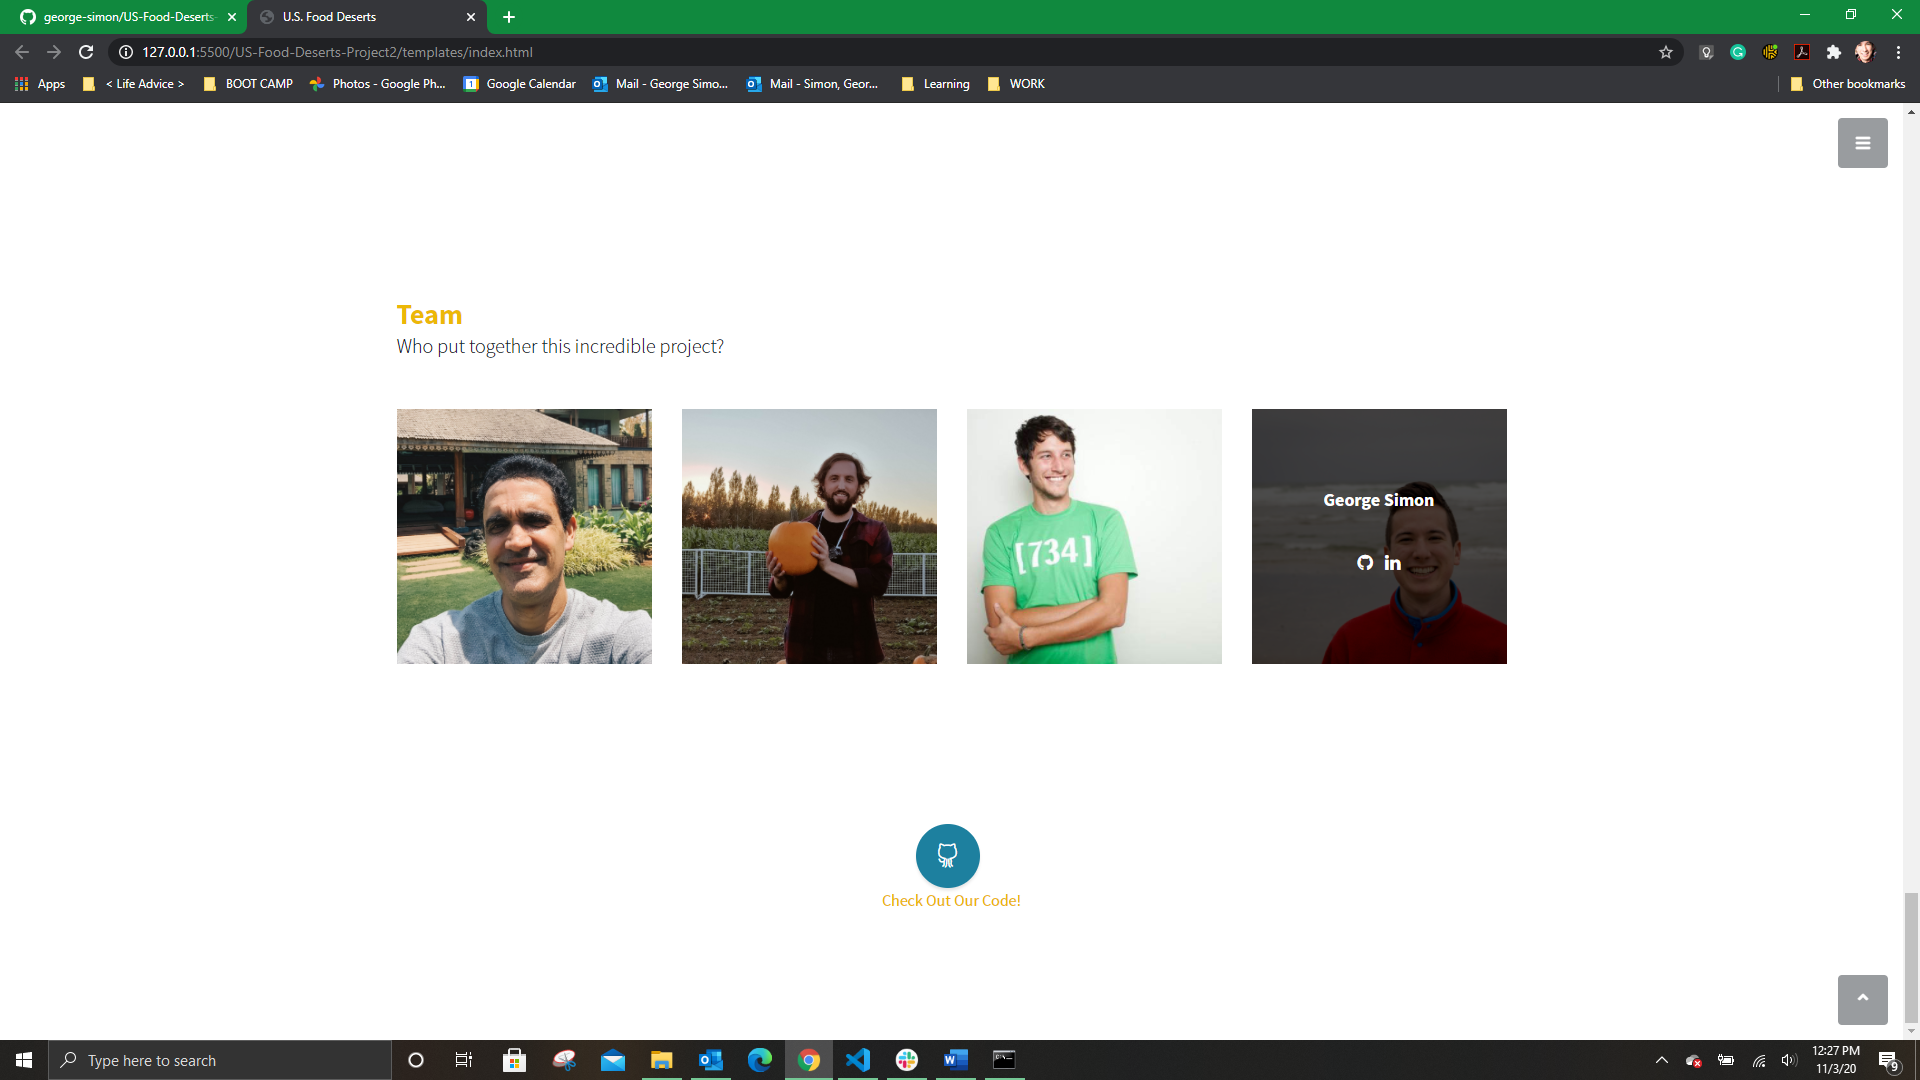 george-simon/US-Food-Deserts-
U.S. Food Deserts
127.0.0.1:5500/US-Food-Deserts-Project2/templates/index.html
Apps
< Life Advice >
BOOT CAMP
Photos - Google Ph...
Google Calendar
Mail - George Simo...
Mail - Simon, Geor...
Learning
WORK
Other bookmarks
Team
Who put together this incredible project?
[734]
George Simon
in
Check Out Our Code!
Type here to search
12:27 PM
11/3/20
9